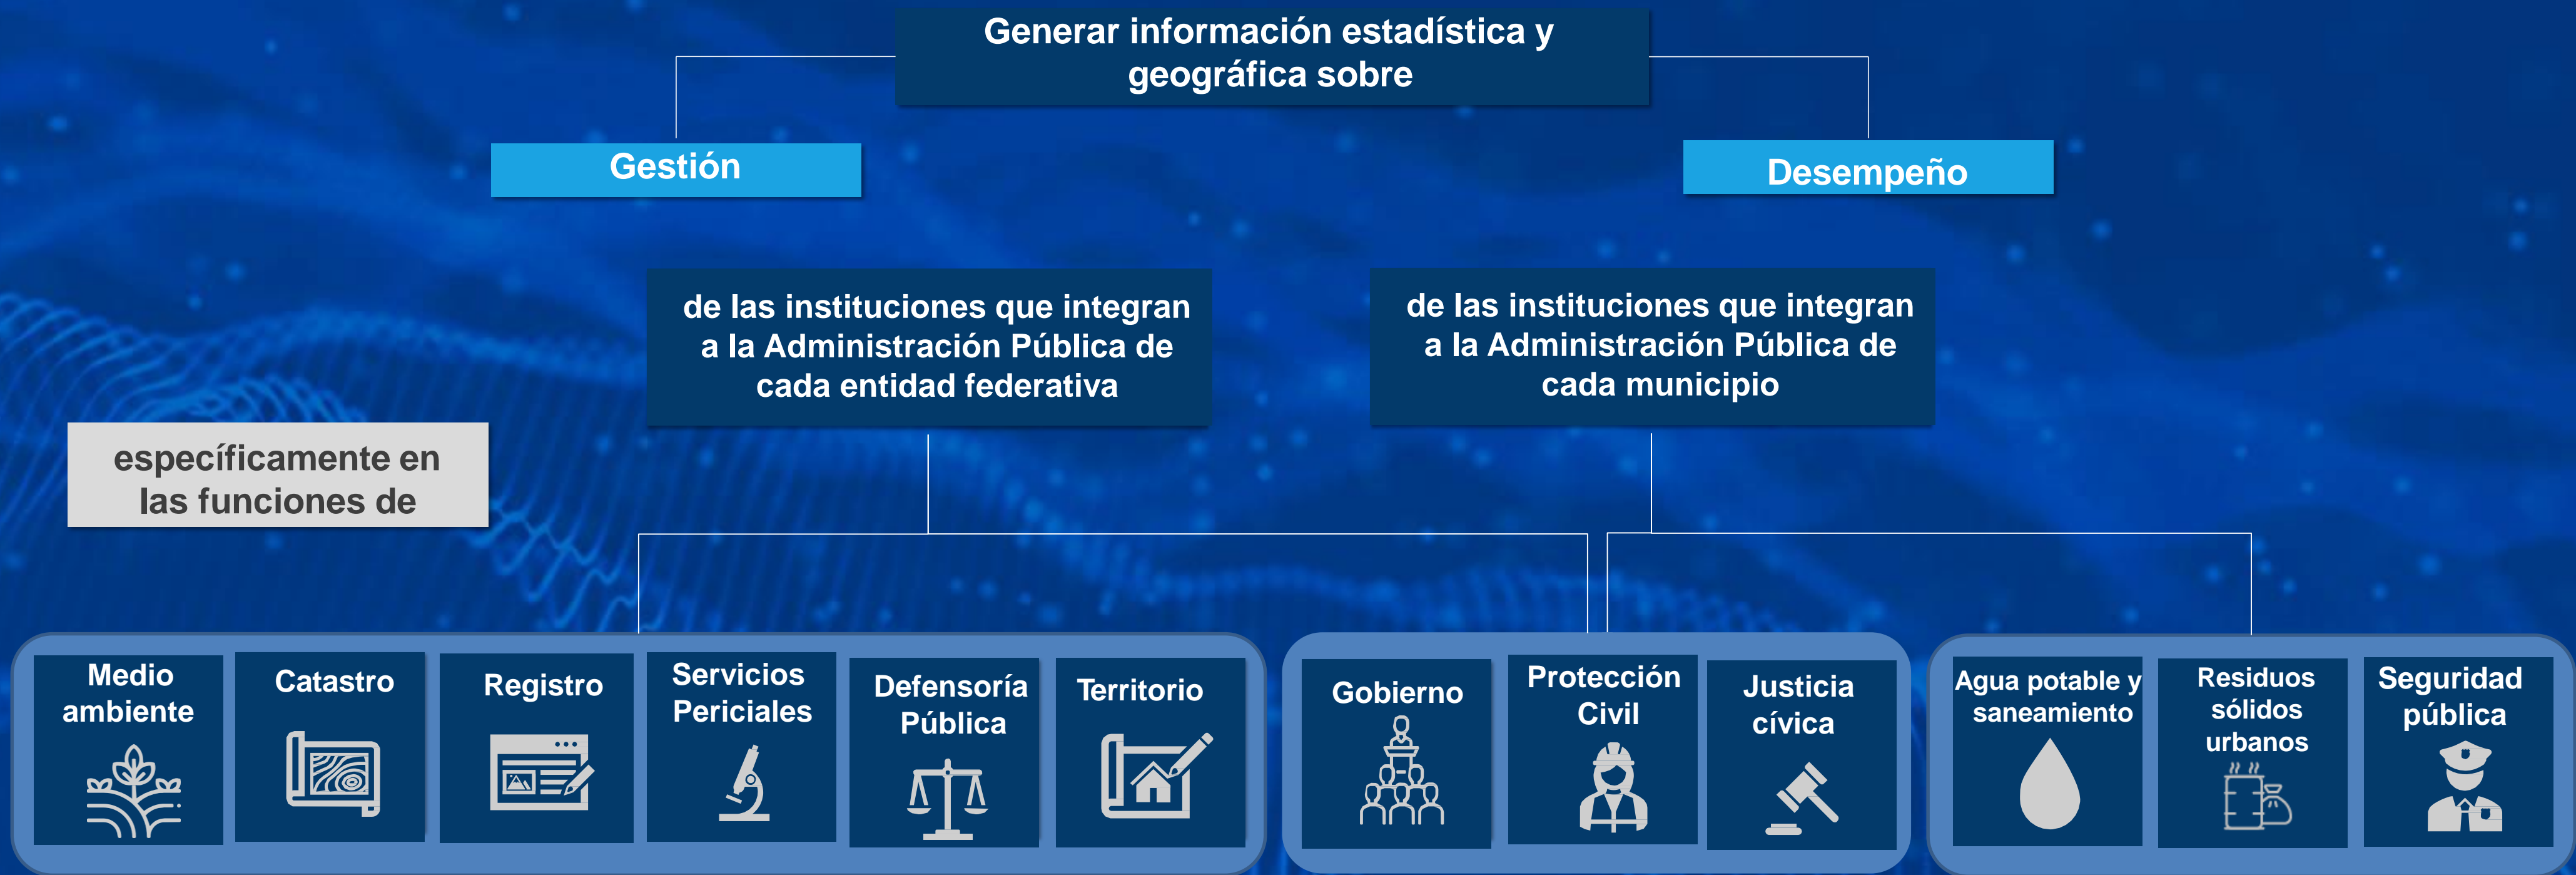 Generar información estadística y
geográfica sobre
Gestión
Desempeño
de las instituciones que integran
a la Administración Pública de
cada entidad federativa
de las instituciones que integran
a la Administración Pública de
cada municipio
específicamente en
las funciones de
Medio
ambiente
Catastro
Registro
Servicios
Periciales
Defensoría
Pública
Territorio
Gobierno
Protección
Civil
Justicia
cívica
Agua potable y
saneamiento
Residuos
sólidos
urbanos
Seguridad
pública